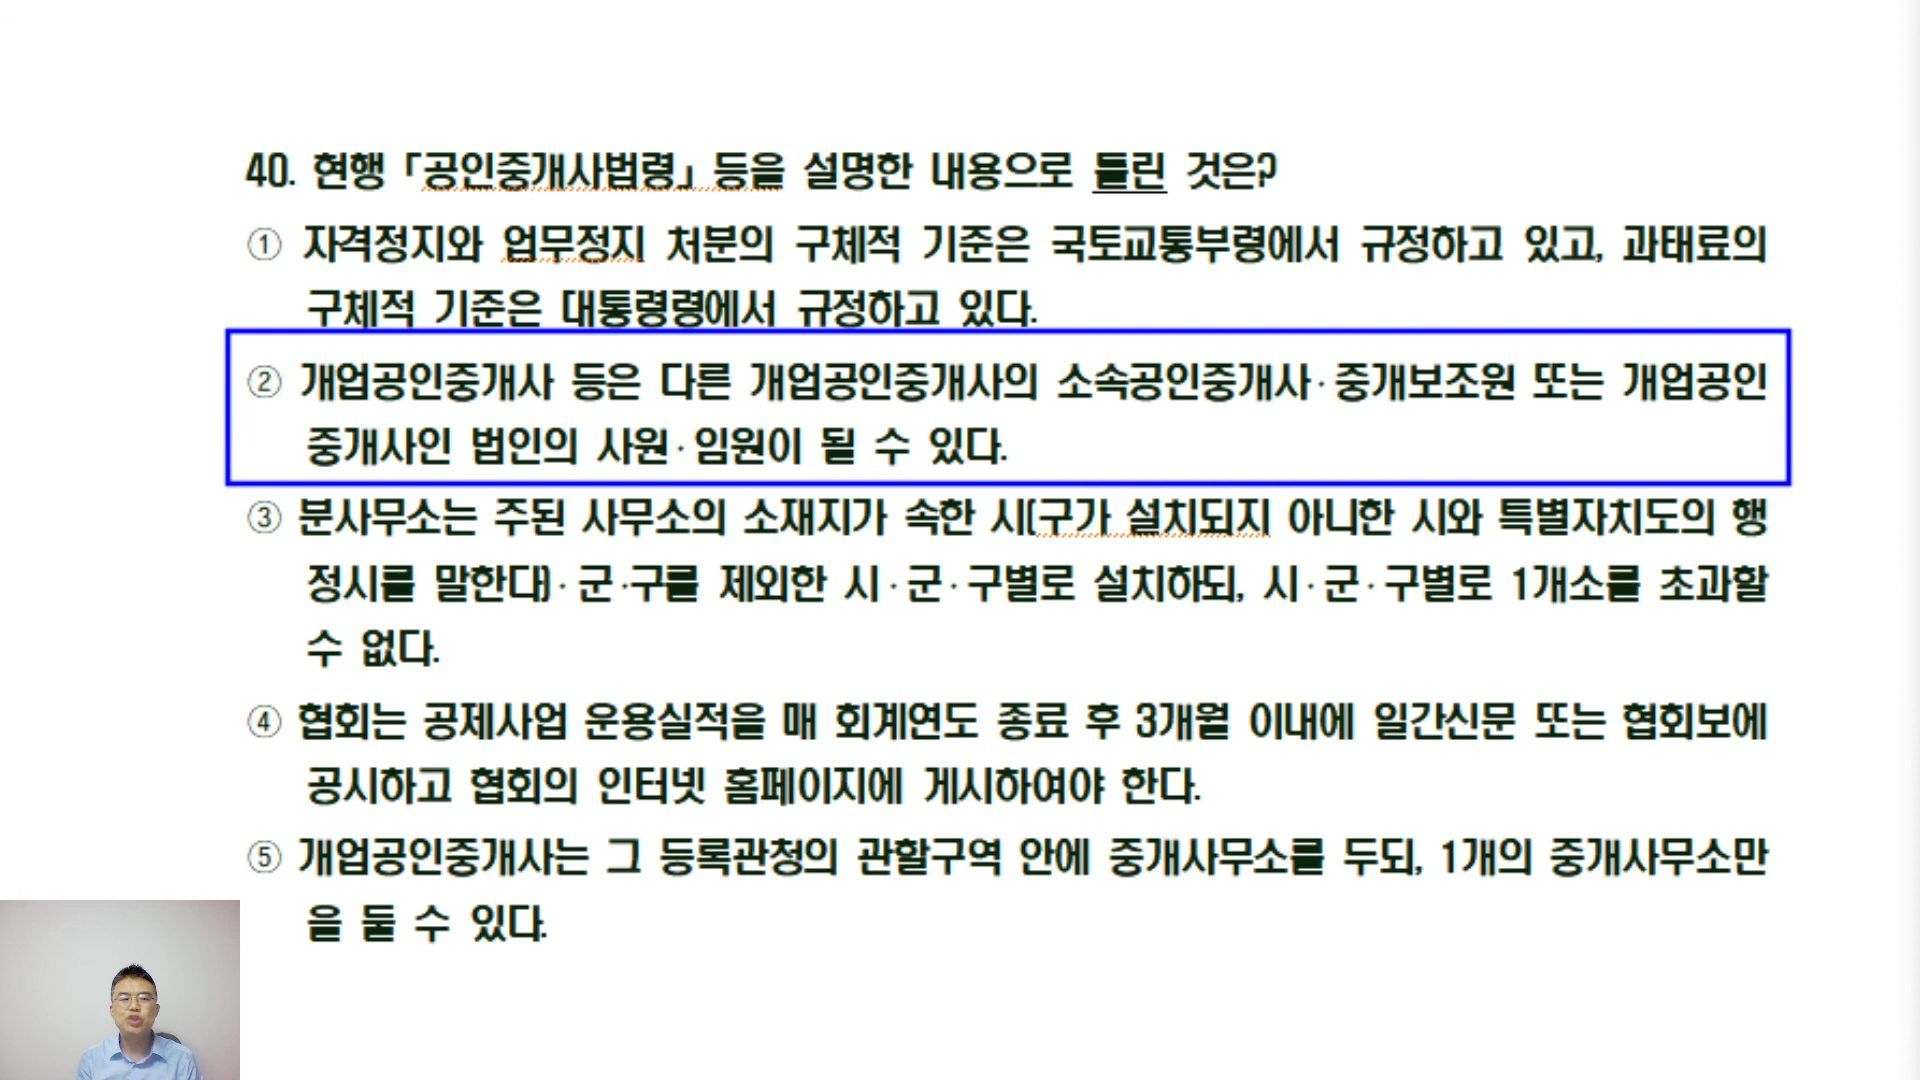 40. 현행 「공인중개사법령」 등을 설명한 내용으로 틀린 것은?
① 자격정지와 업무정지 처분의 구체적 기준은 국토교통부령에서 규정하고 있고, 과태료의
구체적 기준은 대통령령에서 규정하고 있다.
② 개업공인중개사 등은 다른 개업공인중개사의 소속공인중개사·중개보조원 또는 개업공인
중개사인 법인의 사원·임원이 될 수 있다.
③ 분사무소는 주된 사무소의 소재지가 속한 시(구가 설치되지 아니한 시와 특별자치도의 행
정시를 말한다)·군·구를 제외한 시·군·구별로 설치하되, 시·군·구별로 1개소를 초과할
수 없다.
④ 협회는 공제사업 운용실적을 매 회계연도 종료 후 3개월 이내에 일간신문 또는 협회보에
공시하고 협회의 인터넷 홈페이지에 게시하여야 한다.
⑤ 개업공인중개사는 그 등록관청의 관할구역 안에 중개사무소를 두되, 1개의 중개사무소만
을 둘 수 있다.